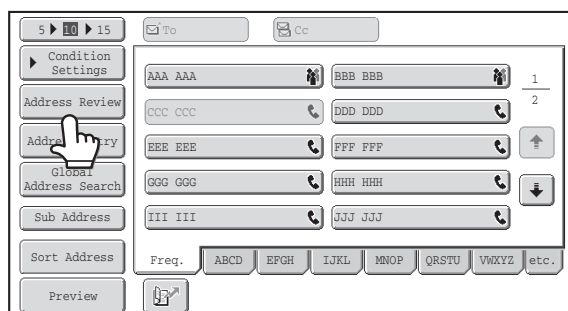 5 10 15
To
Cc
Condition
Settings
AAA AAA
BBB BBB
1
2
Address Review
CCC CCC
DDD DDD
EEE EEE
FFF FFF
Global
Address Search
GGG GGG
HHH HHH
Sub Address
III III
JJJ JJJ
Sort Address
Freq.
ABCD
EFGH
IJKL
MNOP
QRSTU
VWXYZ
etc.
Preview